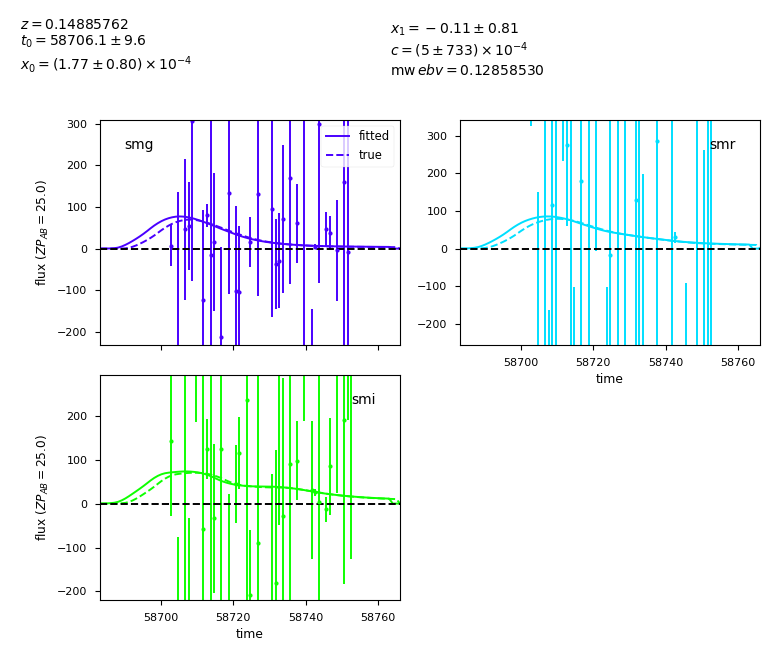 z = 0.14885762
t₀ = 58706.1 ± 9.6
x₀ = (1.77 ± 0.80) × 10⁻⁴
x₁ = −0.11 ± 0.81
c = (5 ± 733) × 10⁻⁴
mw ebv = 0.12858530
smg
fitted
true
300
200
100
0
−100
−200
flux (ZP_AB = 25.0)
smr
300
200
100
0
−100
−200
58700 58720 58740 58760
time
smi
200
100
0
−100
−200
flux (ZP_AB = 25.0)
58700 58720 58740 58760
time